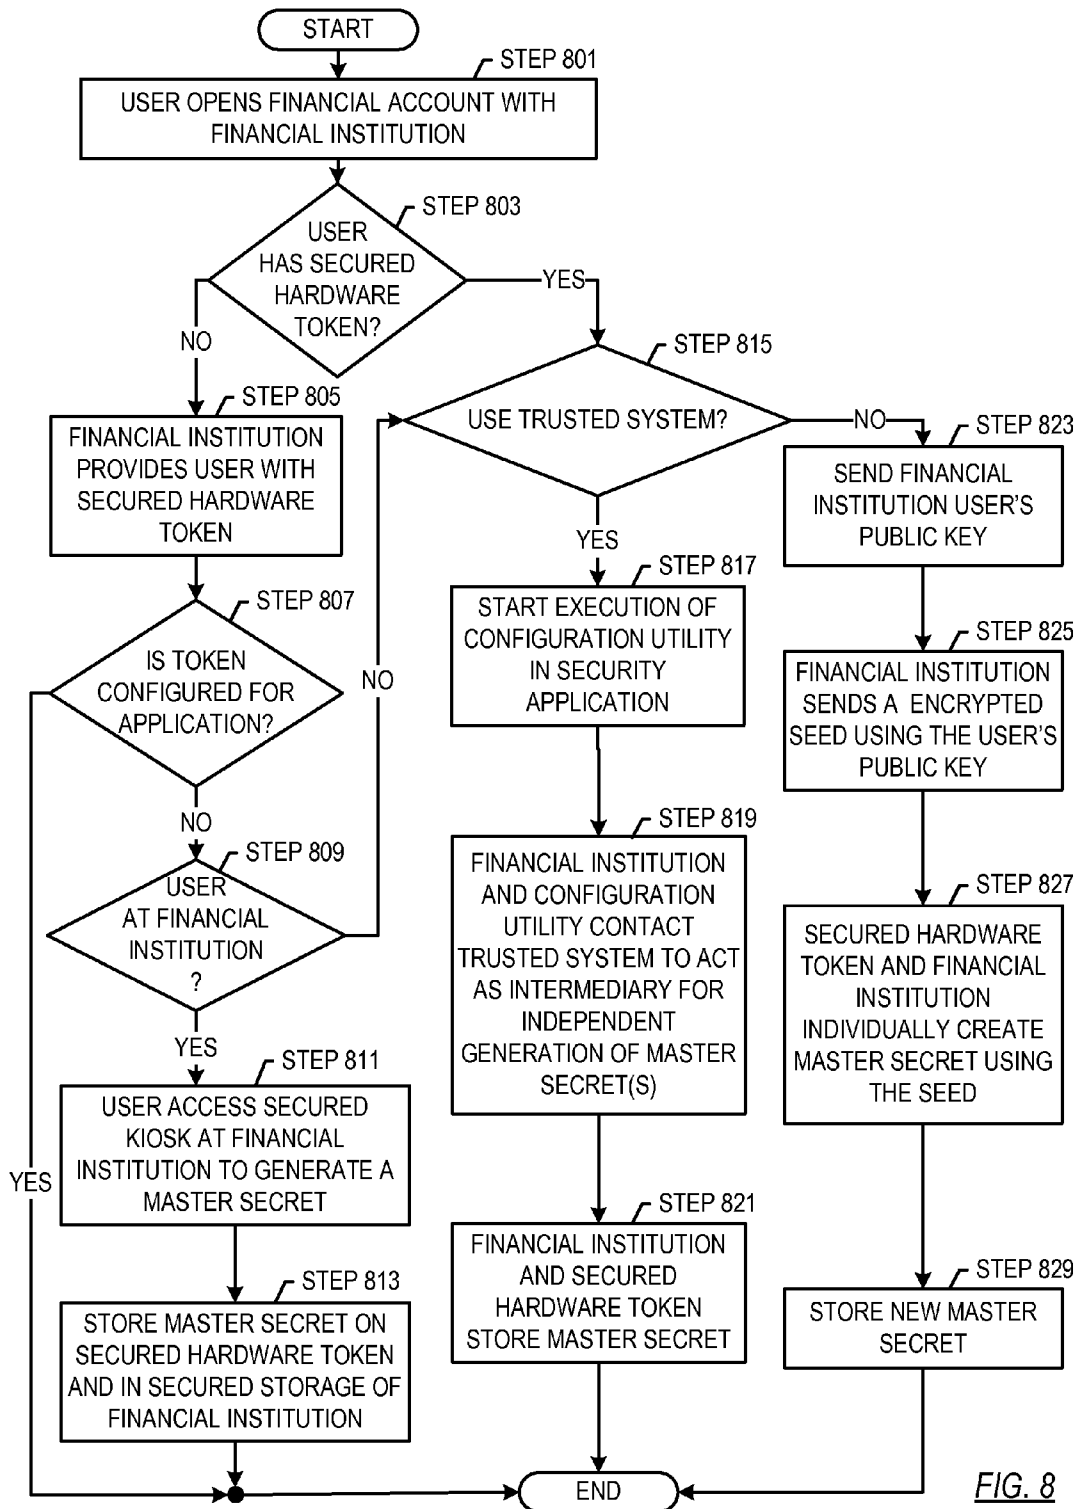 START
STEP 801
USER OPENS FINANCIAL ACCOUNT WITH
FINANCIAL INSTITUTION
STEP 803
USER
HAS SECURED
HARDWARE
TOKEN?
YES
NO
STEP 815
USE TRUSTED SYSTEM?
NO
YES
STEP 805
FINANCIAL INSTITUTION
PROVIDES USER WITH
SECURED HARDWARE
TOKEN
STEP 807
IS TOKEN
CONFIGURED FOR
APPLICATION?
NO
YES
STEP 809
USER
AT FINANCIAL
INSTITUTION
?
NO
YES
STEP 811
USER ACCESS SECURED
KIOSK AT FINANCIAL
INSTITUTION TO GENERATE A
MASTER SECRET
STEP 813
STORE MASTER SECRET ON
SECURED HARDWARE TOKEN
AND IN SECURED STORAGE OF
FINANCIAL INSTITUTION
STEP 817
START EXECUTION OF
CONFIGURATION UTILITY
IN SECURITY
APPLICATION
STEP 819
FINANCIAL INSTITUTION
AND CONFIGURATION
UTILITY CONTACT
TRUSTED SYSTEM TO ACT
AS INTERMEDIARY FOR
INDEPENDENT
GENERATION OF MASTER
SECRET(S)
STEP 821
FINANCIAL INSTITUTION
AND SECURED
HARDWARE TOKEN
STORE MASTER SECRET
STEP 823
SEND FINANCIAL
INSTITUTION USER'S
PUBLIC KEY
STEP 825
FINANCIAL INSTITUTION
SENDS A ENCRYPTED
SEED USING THE USER'S
PUBLIC KEY
STEP 827
SECURED HARDWARE
TOKEN AND FINANCIAL
INSTITUTION
INDIVIDUALLY CREATE
MASTER SECRET USING
THE SEED
STEP 829
STORE NEW MASTER
SECRET
END
FIG. 8